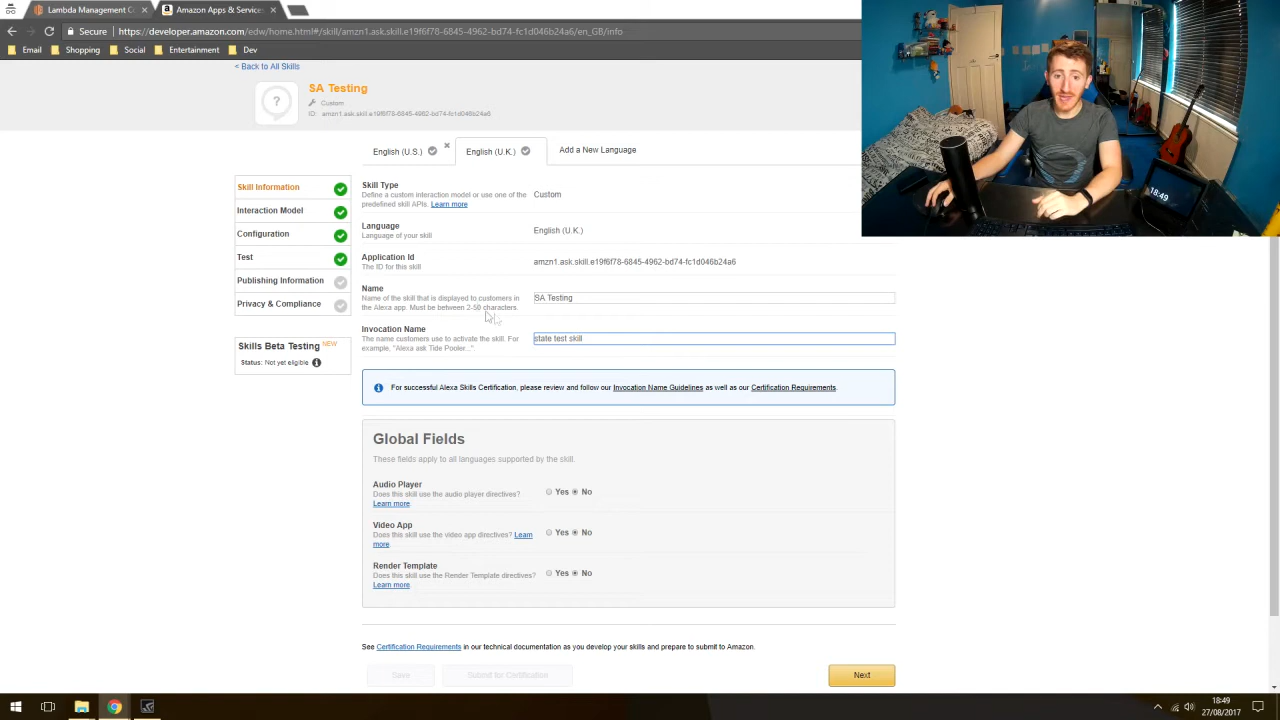 Lambda Management Co
Amazon Apps & Services
Secure
https://developer.amazon.com/edw/home.html#/skill/amzn1.ask.skill.e19f6f78-6845-4962-bd74-fc1d046b24a6/en_GB/info
Email
Shopping
Social
Entertainment
Dev
< Back to All Skills
SA Testing
Custom
ID: amzn1.ask.skill.e19f6f78-6845-4962-bd74-fc1d046b24a6
English (U.S.)
English (U.K.)
Add a New Language
Skill Information
Interaction Model
Configuration
Test
Publishing Information
Privacy & Compliance
Skills Beta Testing NEW
Status: Not yet eligible
Skill Type
Define a custom interaction model or use one of the
predefined skill APIs. Learn more
Custom
Language
Language of your skill
English (U.K.)
Application Id
The ID for this skill
amzn1.ask.skill.e19f6f78-6845-4962-bd74-fc1d046b24a6
Name
Name of the skill that is displayed to customers in
the Alexa app. Must be between 2-50 characters.
SA Testing
Invocation Name
The name customers use to activate the skill. For
example, "Alexa ask Tide Pooler...".
state test skill
For successful Alexa Skills Certification, please review and follow our Invocation Name Guidelines as well as our Certification Requirements.
Global Fields
These fields apply to all languages supported by the skill.
Audio Player
Does this skill use the audio player directives?
Learn more
Yes No
Video App
Does this skill use the video app directives? Learn
more
Yes No
Render Template
Does this skill use the Render Template directives?
Learn more
Yes No
See Certification Requirements in our technical documentation as you develop your skills and prepare to submit to Amazon.
Save
Submit for Certification
Next
18:49
18:49
27/08/2017